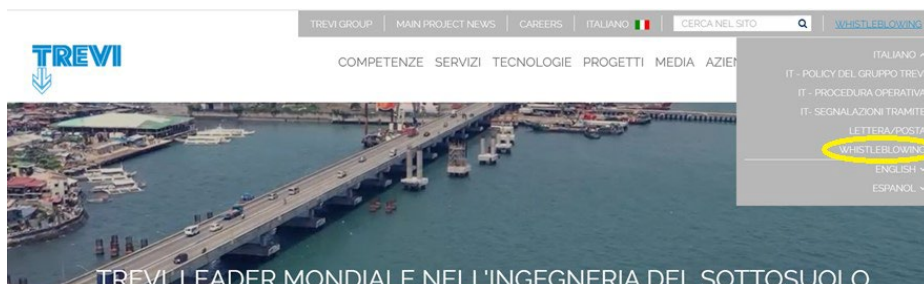 TREVI GROUP MAIN PROJECT NEWS CAREERS ITALIANO CERCA NEL SITO WHISTLEBLOWING
TREVI
COMPETENZE SERVIZI TECNOLOGIE PROGETTI MEDIA AZIEN
ITALIANO
IT - POLICY DEL GRUPPO TREVI
IT - PROCEDURA OPERATIVA
IT- SEGNALAZIONI TRAMITE
LETTERA/POSTA
WHISTLEBLOWING
ENGLISH
ESPANOL
TREVI, LEADER MONDIALE NELL'INGEGNERIA DEL SOTTOSUOLO